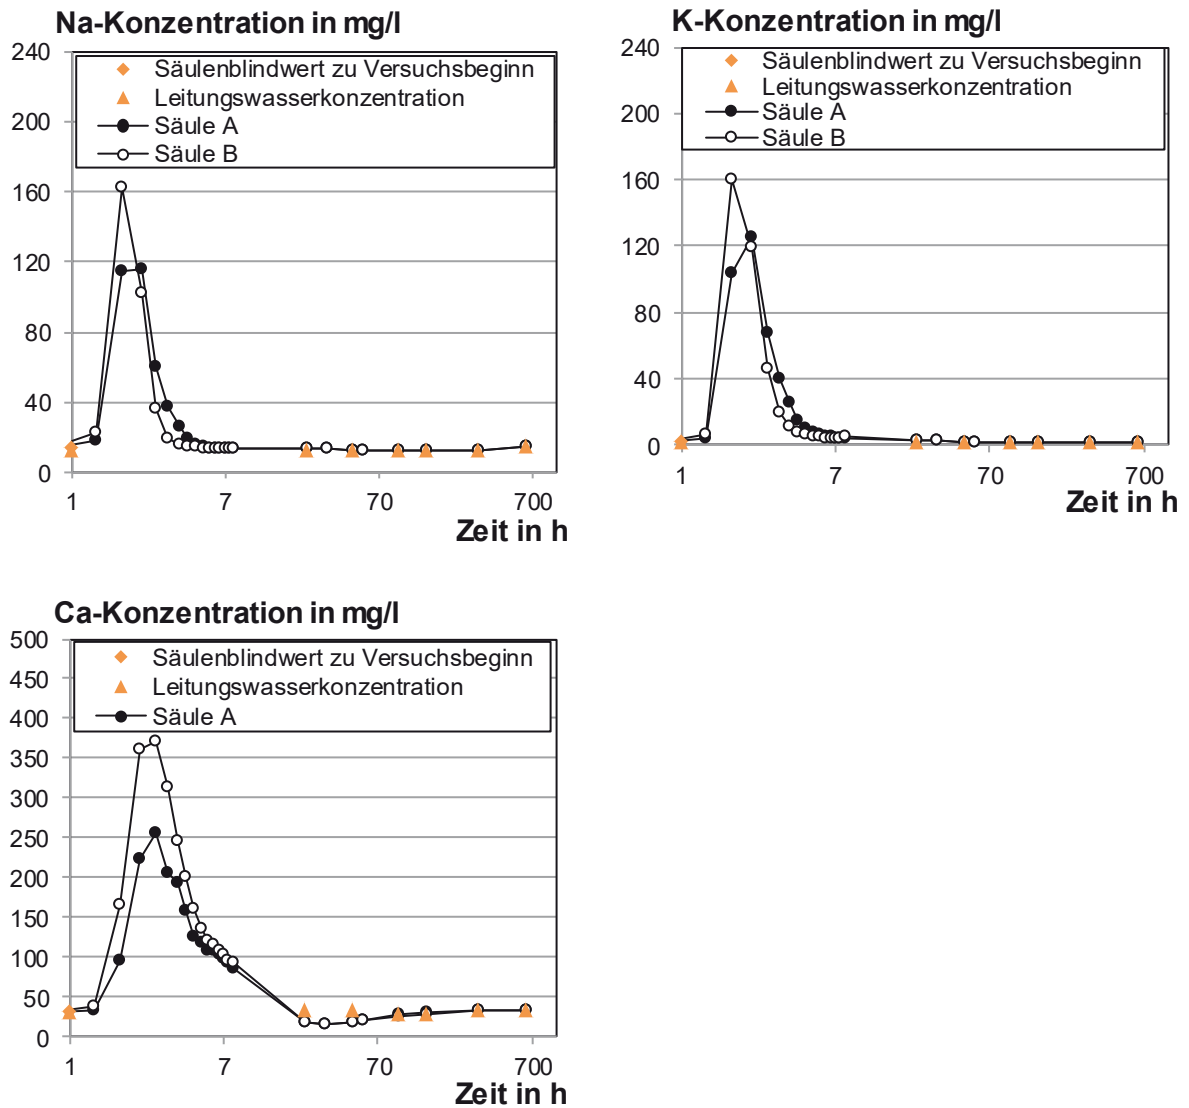 Na-Konzentration in mg/l
240
200
160
120
80
40
0
Säulenblindwert zu Versuchsbeginn
Leitungswasserkonzentration
Säule A
Säule B
1
7
70
700
Zeit in h
K-Konzentration in mg/l
240
200
160
120
80
40
0
Säulenblindwert zu Versuchsbeginn
Leitungswasserkonzentration
Säule A
Säule B
1
7
70
700
Zeit in h
Ca-Konzentration in mg/l
500
450
400
350
300
250
200
150
100
50
0
Säulenblindwert zu Versuchsbeginn
Leitungswasserkonzentration
Säule A
1
7
70
700
Zeit in h